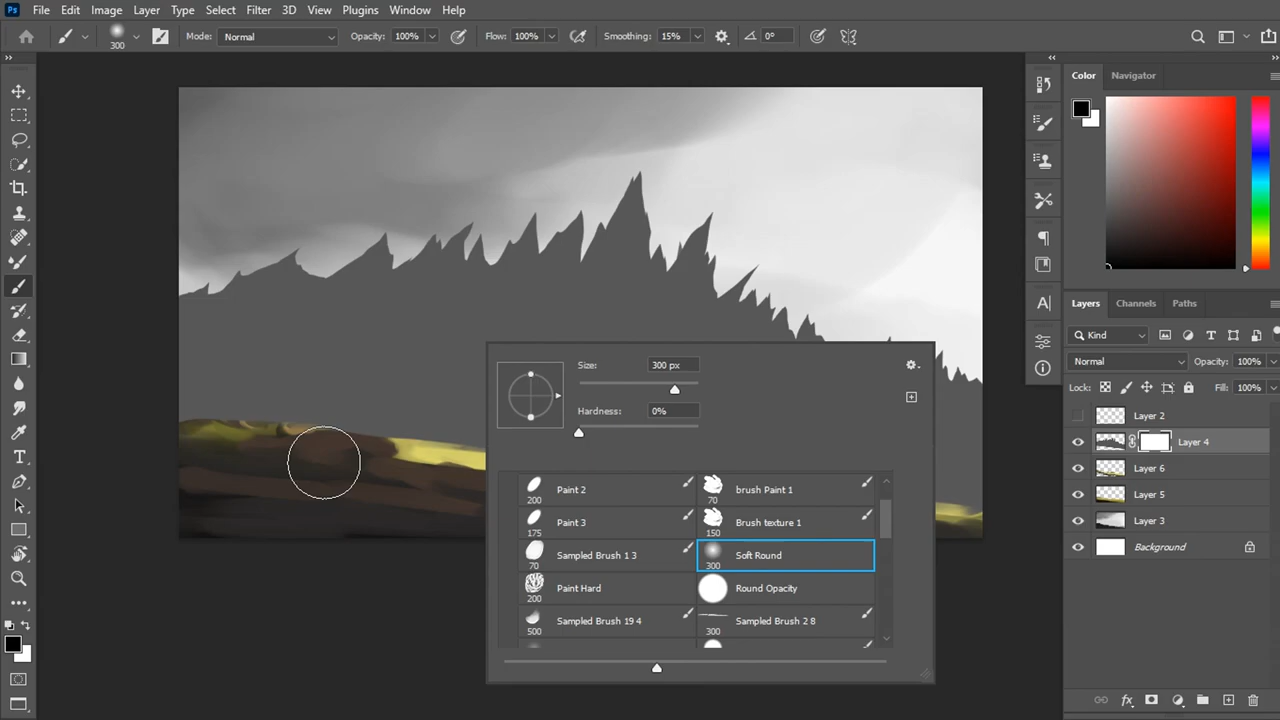 Ps File Edit Image Layer Type Select Filter 3D View Plugins Window Help
300 Mode: Normal Opacity: 100% Flow: 100% Smoothing: 15% 0°
Color Navigator
Size: 300 px
Hardness: 0%
Paint 2
200
brush Paint 1
70
Paint 3
175
Brush texture 1
150
Sampled Brush 1 3
70
Soft Round
300
Paint Hard
200
Round Opacity
Sampled Brush 19 4
500
Sampled Brush 2 8
300
Layers Channels Paths
Kind
Normal Opacity: 100%
Lock: Fill: 100%
Layer 2
Layer 4
Layer 6
Layer 5
Layer 3
Background